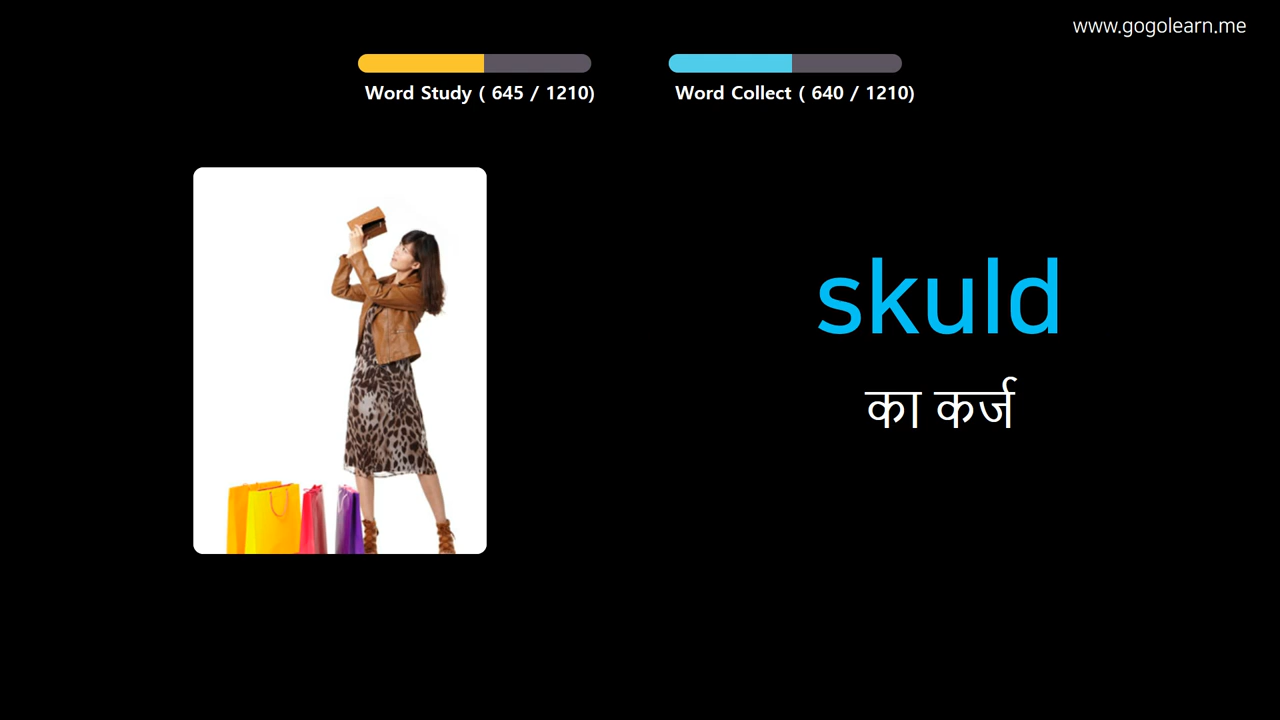 www.gogolearn.me
Word Study ( 645 / 1210)
Word Collect ( 640 / 1210)
skuld
का कर्ज